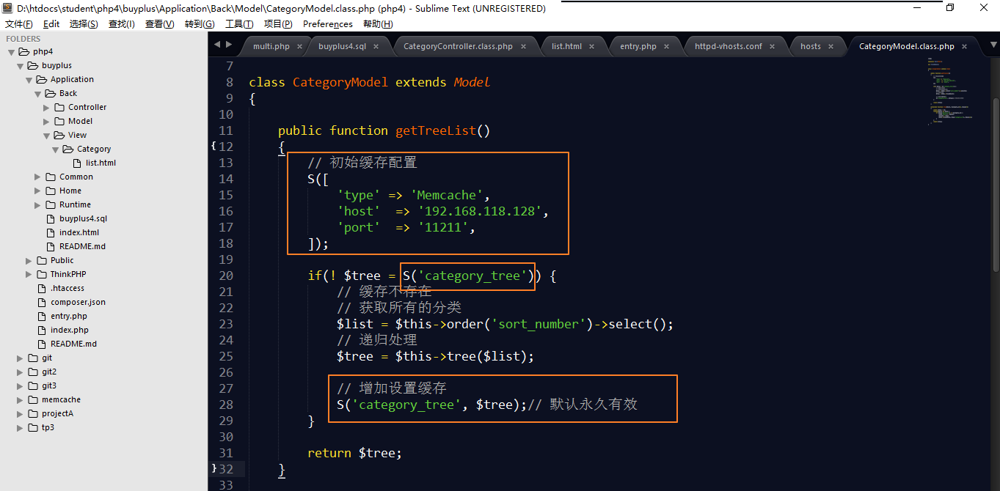 D:\htdocs\student\php4\buyplus\Application\Back\Model\CategoryModel.class.php (php4) - Sublime Text (UNREGISTERED)
文件(F) Edit 选择(S) 查找(I) 查看(V) 转到(G) 工具(T) 项目(P) Preferences 帮助(H)
FOLDERS
php4
buyplus
Application
Back
Controller
Model
View
Category
list.html
Common
Home
Runtime
buyplus4.sql
index.html
README.md
Public
ThinkPHP
.htaccess
composer.json
entry.php
index.php
README.md
git
git2
git3
memcache
projectA
tp3
multi.php × buyplus4.sql × CategoryController.class.php × list.html × entry.php × httpd-vhosts.conf × hosts × CategoryModel.class.php ×
7
8 class CategoryModel extends Model
9 {
10
11 public function getTreeList()
12 {
13 // 初始缓存配置
14 S([
15 'type' => 'Memcache',
16 'host' => '192.168.118.128',
17 'port' => '11211',
18 ]);
19
20 if(! $tree = S('category_tree')) {
21 // 缓存不存在
22 // 获取所有的分类
23 $list = $this->order('sort_number')->select();
24 // 递归处理
25 $tree = $this->tree($list);
26
27 // 增加设置缓存
28 S('category_tree', $tree);// 默认永久有效
29 }
30
31 return $tree;
32 }
33